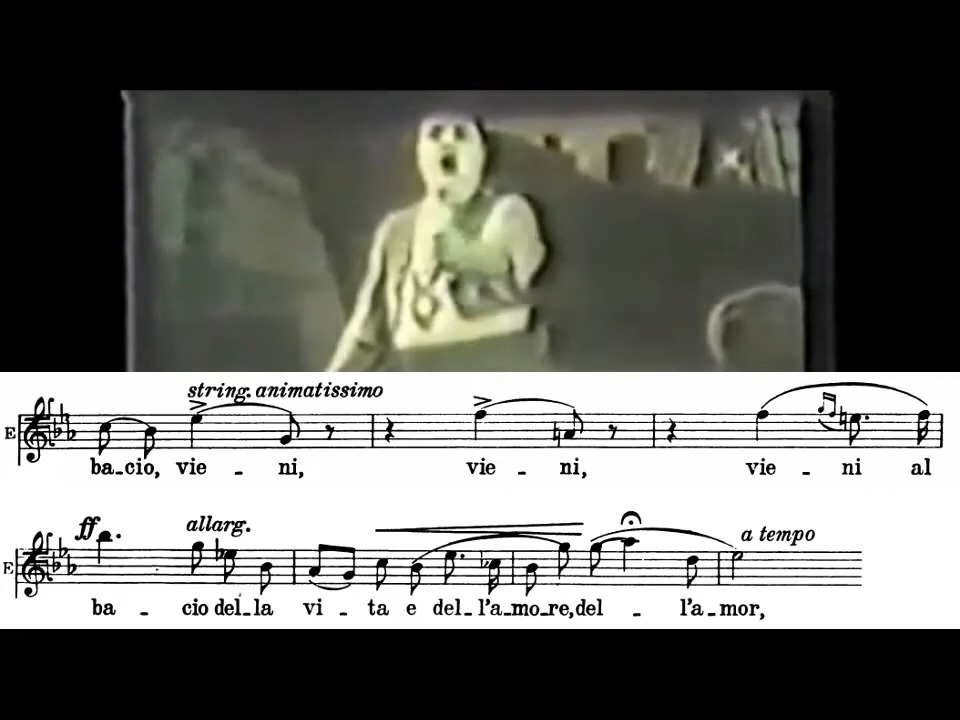 string. animatissimo
E
ba-cio, vie - ni, vie - ni, vie - ni al
ff allarg. a tempo
E
ba - cio del-la vi - ta e del-l'a-mo-re, del - l'a-mor,